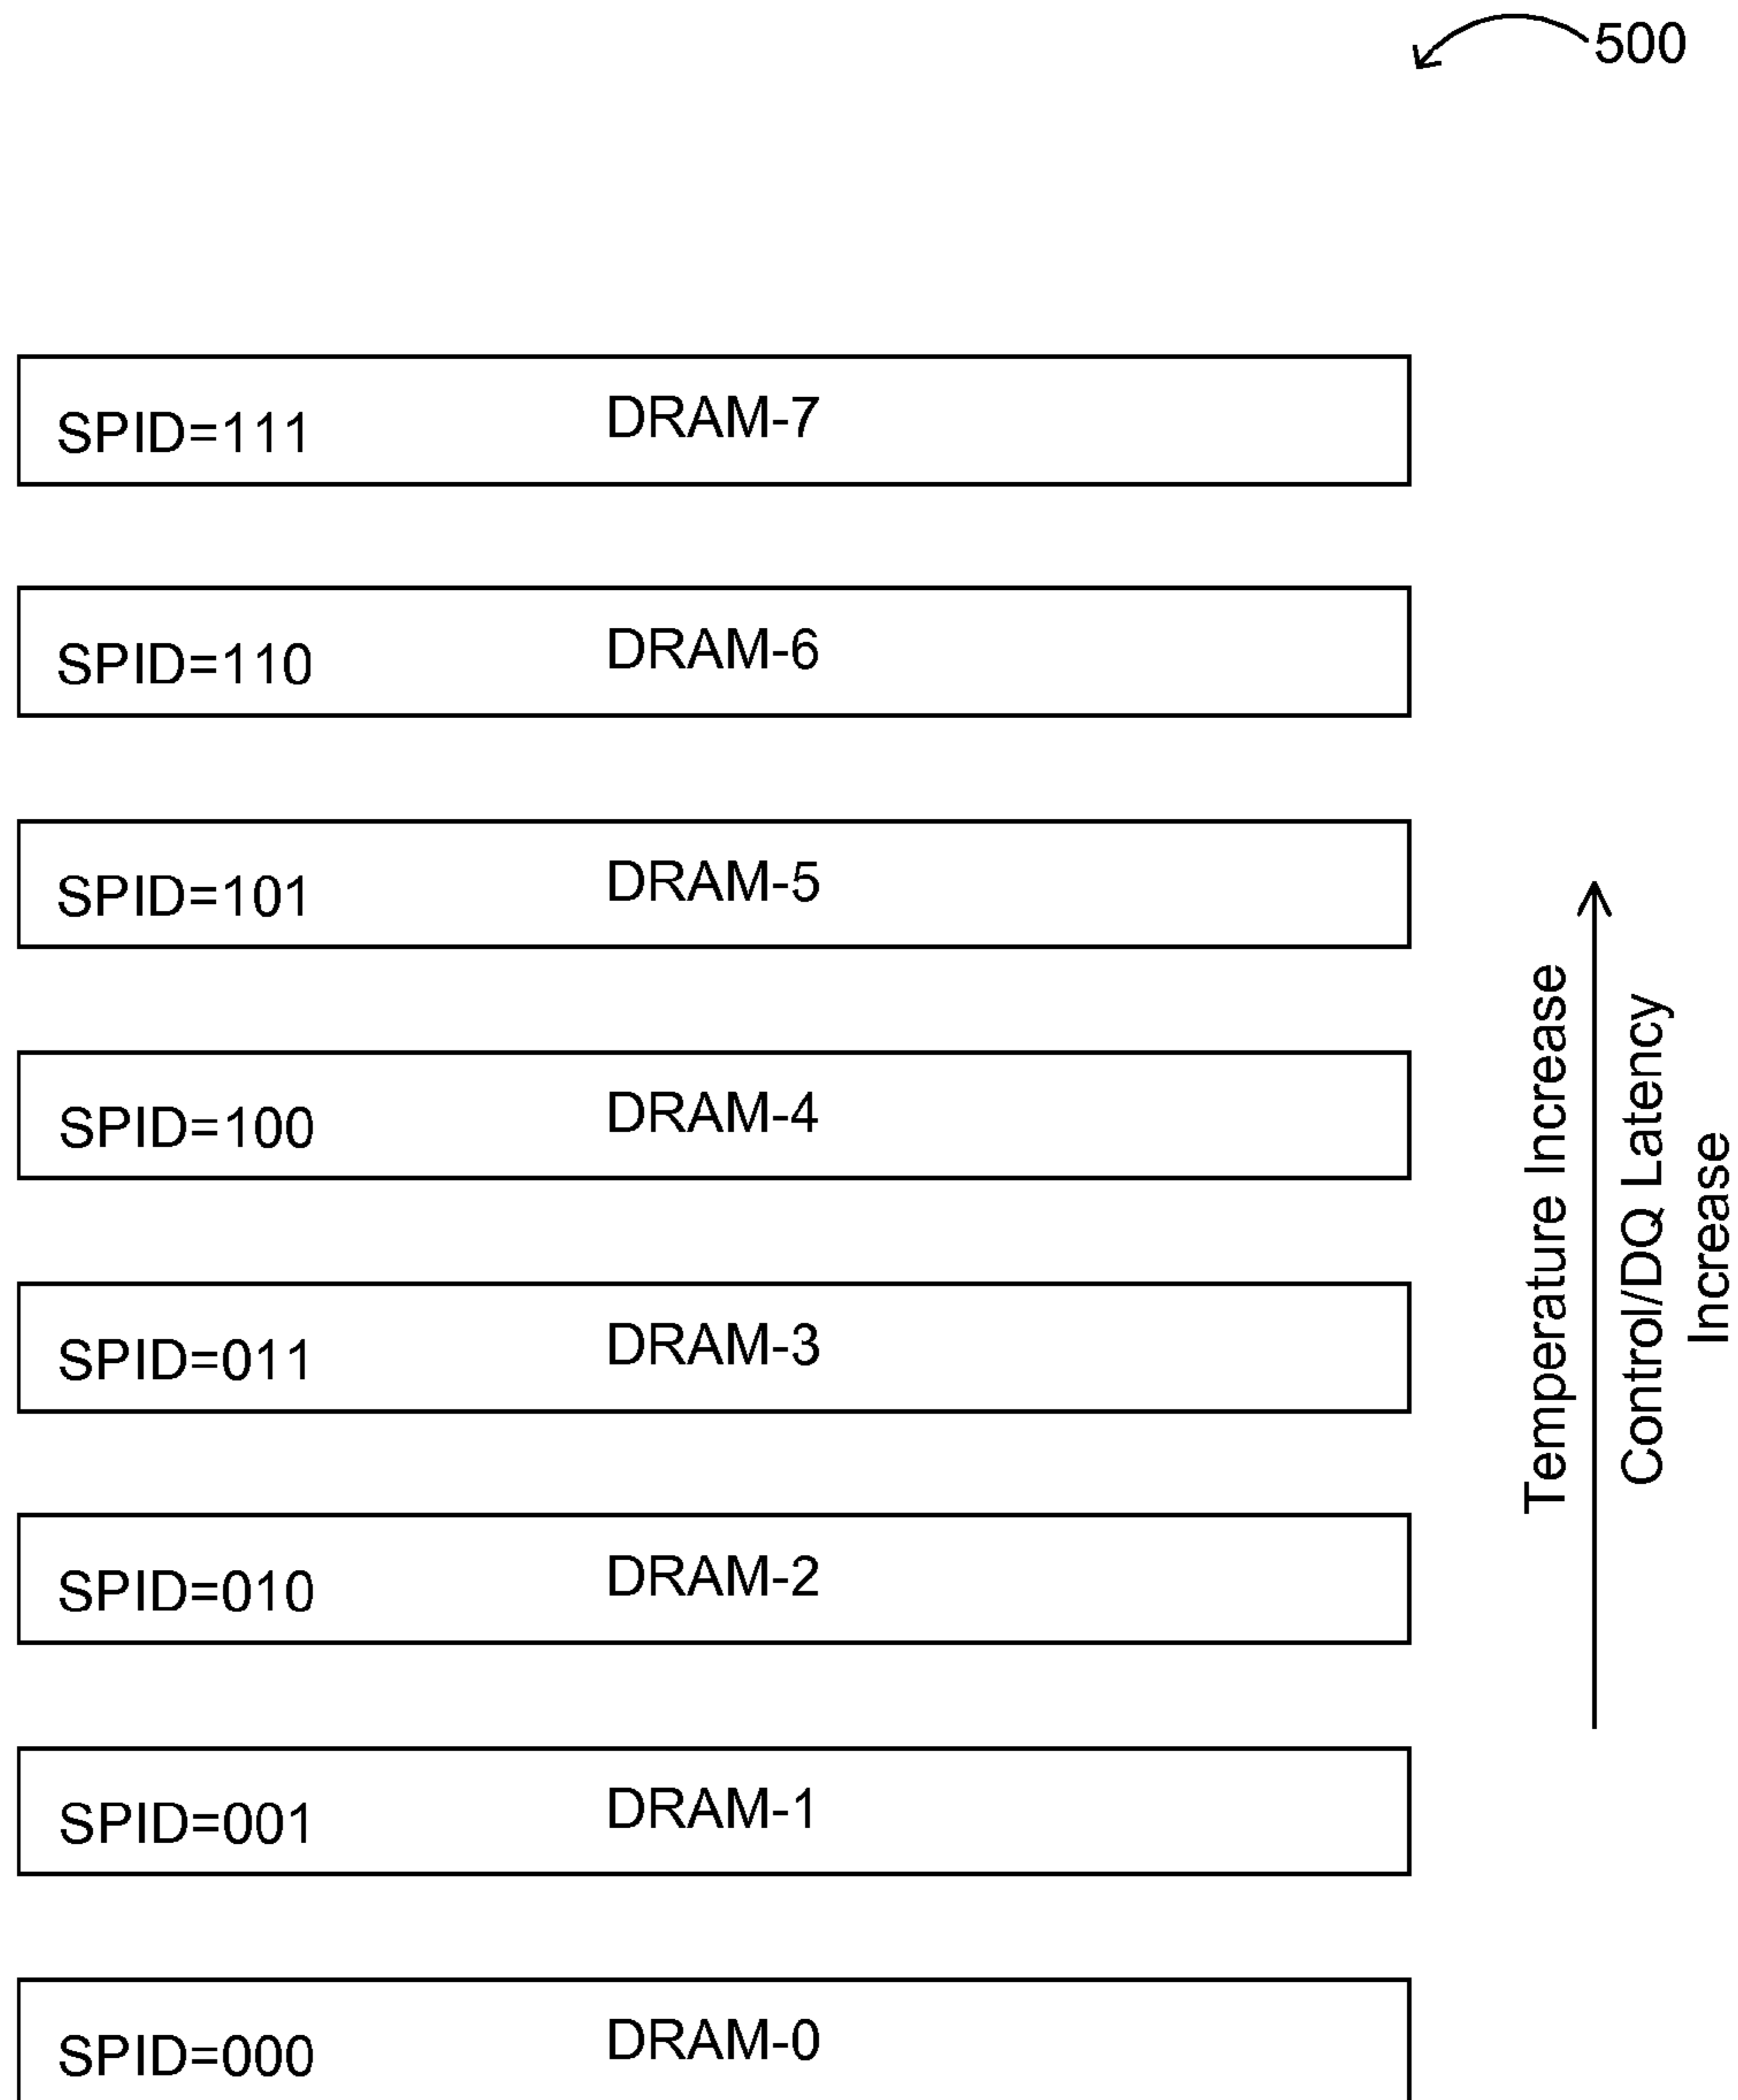 500
SPID=111 DRAM-7
SPID=110 DRAM-6
SPID=101 DRAM-5
SPID=100 DRAM-4
SPID=011 DRAM-3
SPID=010 DRAM-2
SPID=001 DRAM-1
SPID=000 DRAM-0
Temperature Increase
Control/DQ Latency
Increase